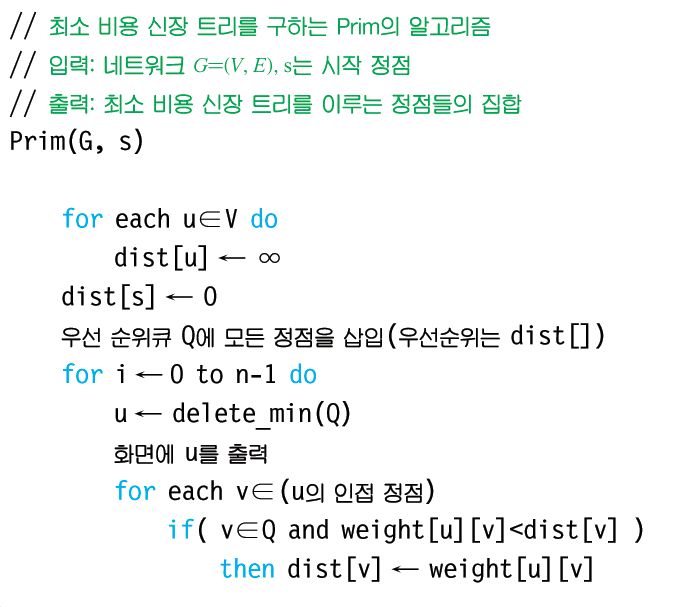 // 최소 비용 신장 트리를 구하는 Prim의 알고리즘
// 입력: 네트워크 G=(V, E), s는 시작 정점
// 출력: 최소 비용 신장 트리를 이루는 정점들의 집합
Prim(G, s)
for each u∈V do
dist[u] ← ∞
dist[s] ← 0
우선 순위큐 Q에 모든 정점을 삽입(우선순위는 dist[])
for i ← 0 to n-1 do
u ← delete_min(Q)
화면에 u를 출력
for each v∈(u의 인접 정점)
if( v∈Q and weight[u][v]<dist[v] )
then dist[v] ← weight[u][v]